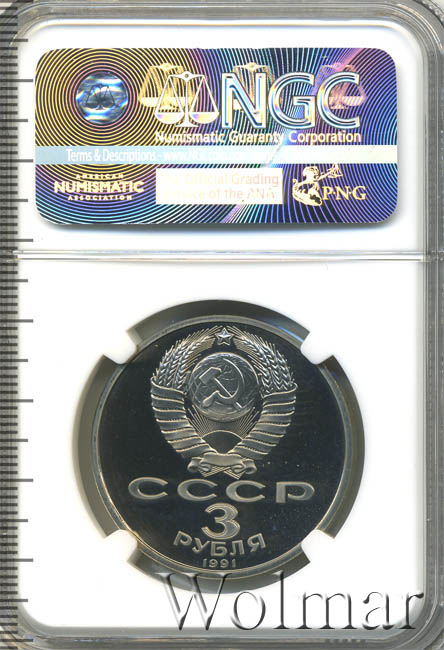 NGC
Numismatic Guaranty Corporation
Terms & Descriptions - www.
AMERICAN
NUMISMATIC
ASSOCIATION
Official Grading
Service of the ANA
PNG
СССР
3
РУБЛЯ
1991
Wolmar